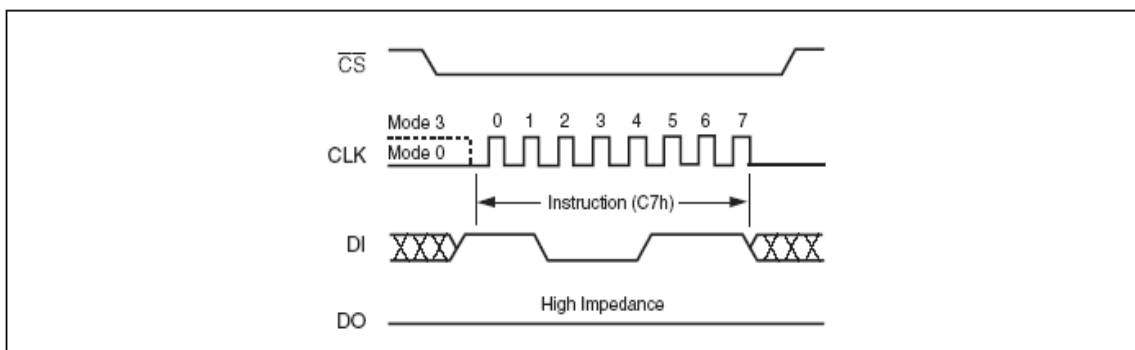 CS
Mode 3
0 1 2 3 4 5 6 7
CLK
Mode 0
Instruction (C7h)
DI
High Impedance
DO